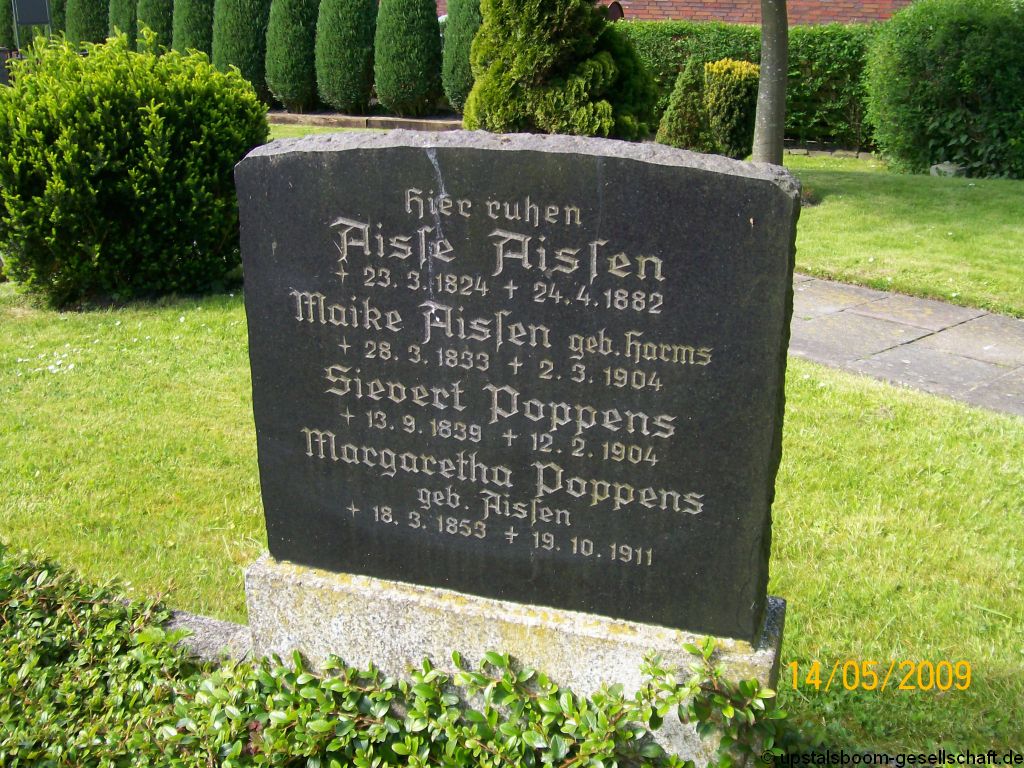 Hier ruhen
Aisſe Aisſen
+ 23. 3. 1824 + 24. 4. 1882
Maike Aisſen geb. Harms
+ 28. 3. 1833 + 2. 3. 1904
Sievert Poppens
+ 13. 9. 1839 + 12. 2. 1904
Margaretha Poppens
geb. Aisſen
+ 18. 3. 1853 + 19. 10. 1911
14/05/2009
© upstalsboom-gesellschaft.de